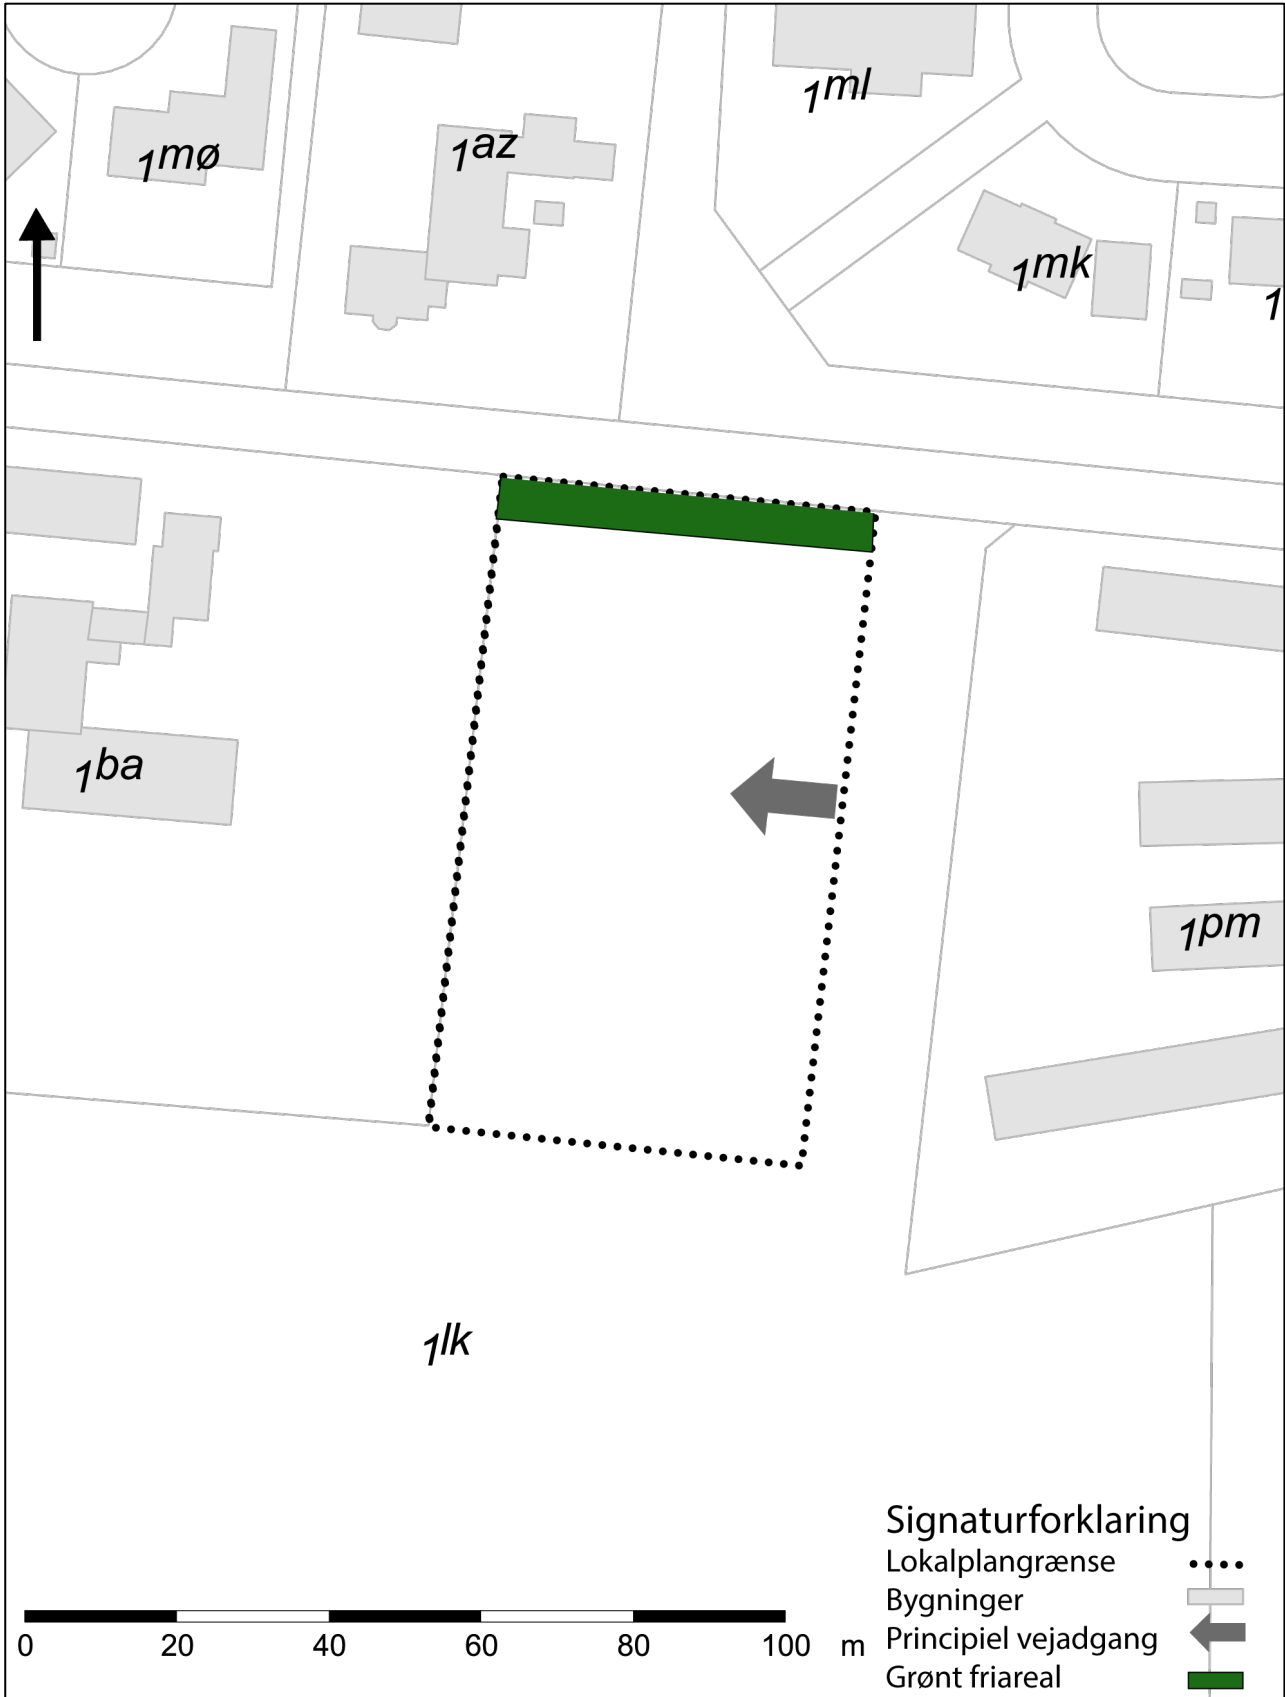 1ml
1mø
1az
1mk
1
1ba
1pm
1lk
Signaturforklaring
Lokalplangrænse
Bygninger
Principiel vejadgang
Grønt friareal
0 20 40 60 80 100 m